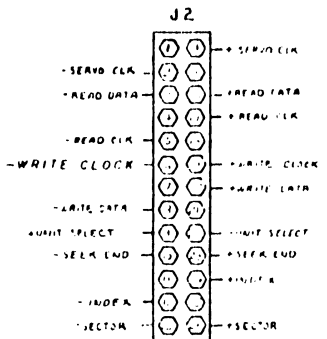 J2
+ SERVO CLK
- SERVO CLK
- READ DATA + READ DATA
+ READ CLK
- READ CLK
- WRITE CLOCK + WRITE CLOCK
+ WRITE DATA
- WRITE DATA
+ UNIT SELECT - UNIT SELECT
- SEEK END + SEEK END
+ INDEX
- INDEX
- SECTOR + SECTOR